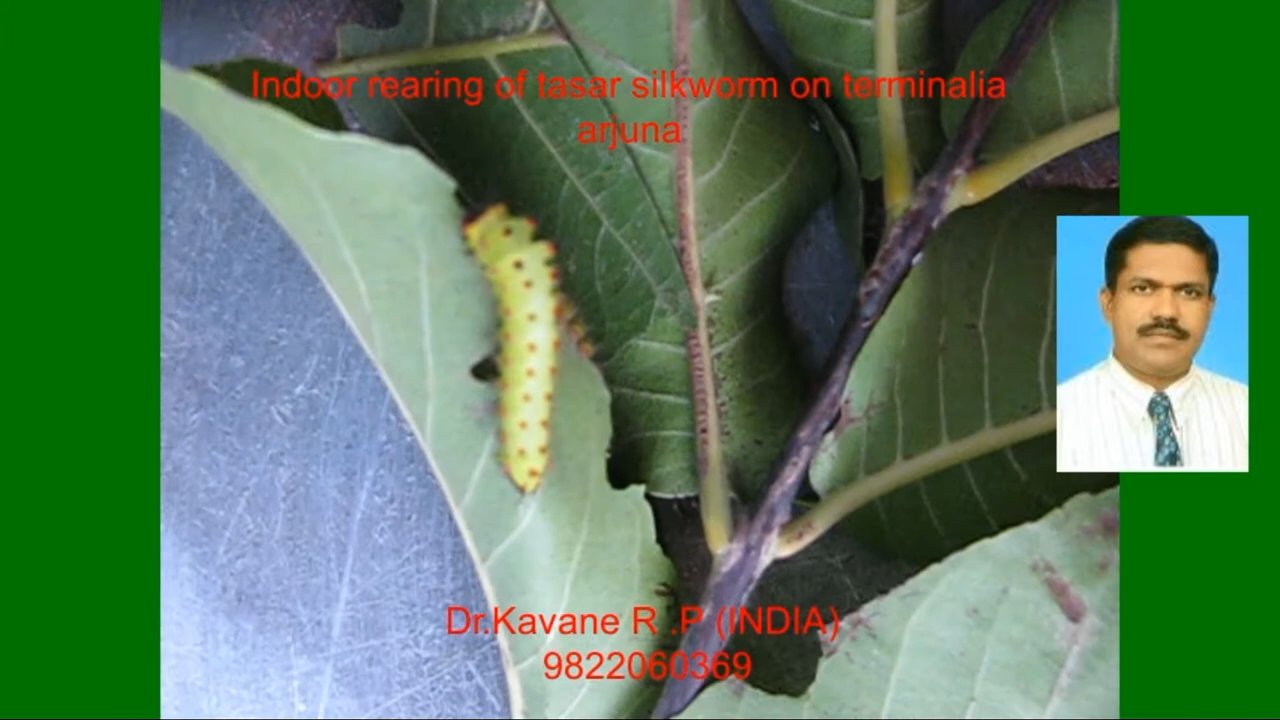 Indoor rearing of tasar silkworm on terminalia
arjuna
Dr.Kavane R .P (INDIA)
9822060369